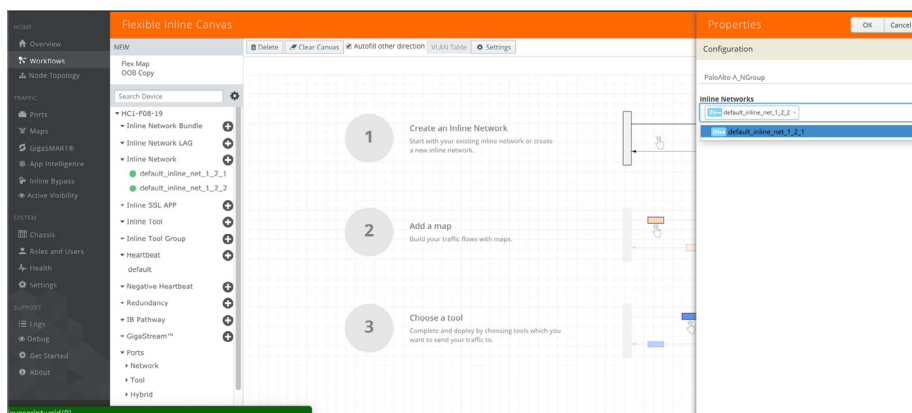 HOME
Overview
Workflows
Node Topology
TRAFFIC
Ports
Maps
GigaSMART®
App Intelligence
Inline Bypass
Active Visibility
SYSTEM
Chassis
Roles and Users
Health
Settings
SUPPORT
Logs
Debug
Get Started
About
Flexible Inline Canvas
NEW
Flex Map
OOB Copy
Search Device
HC1-F08-19
Inline Network Bundle
Inline Network LAG
Inline Network
default_inline_net_1_2_1
default_inline_net_1_2_2
Inline SSL APP
Inline Tool
Inline Tool Group
Heartbeat
default
Negative Heartbeat
Redundancy
IB Pathway
GigaStream™
Ports
Network
Tool
Hybrid
Delete
Clear Canvas
Autofill other direction
VLAN Table
Settings
1
Create an Inline Network
Start with your existing inline network or create
a new inline network.
2
Add a map
Build your traffic flows with maps.
3
Choose a tool
Complete and deploy by choosing tools which you
want to send your traffic to.
Properties
OK
Cancel
Configuration
PaloAlto-A_NGroup
Inline Networks
default_inline_net_1_2_2 ×
default_inline_net_1_2_1